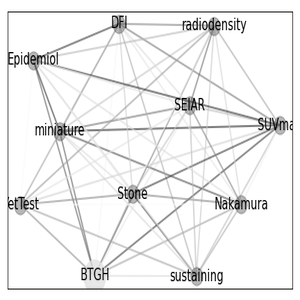 DFI
radiodensity
Epidemiol
SEIAR
SUVma
miniature
Stone
etTest
Nakamura
BTGH
sustaining